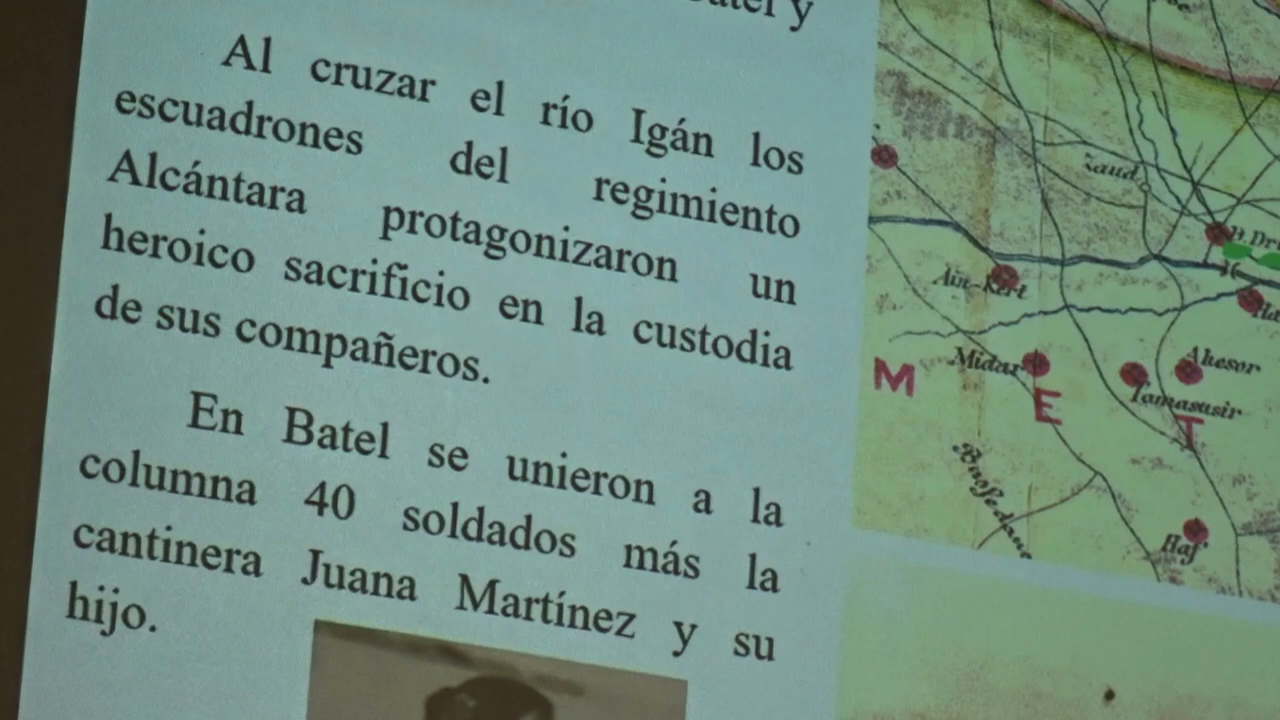 y
Al cruzar el río Igán los
escuadrones del regimiento
Alcántara protagonizaron un
heroico sacrificio en la custodia
de sus compañeros.
En Batel se unieron a la
columna 40 soldados más la
cantinera Juana Martínez y su
hijo.
Ain-Kert
Midar
Ahesor
Tamasusir
M E T
Haf